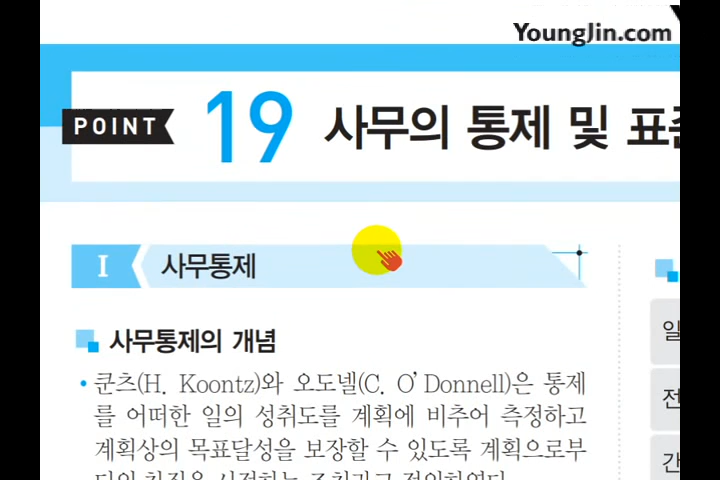 YoungJin.com
POINT 19 사무의 통제 및
I 사무통제
사무통제의 개념
• 쿤츠(H. Koontz)와 오도넬(C. O’Donnell)은 통제
를 어떠한 일의 성취도를 계획에 비추어 측정하고
계획상의 목표달성을 보장할 수 있도록 계획으로부
일
전
간